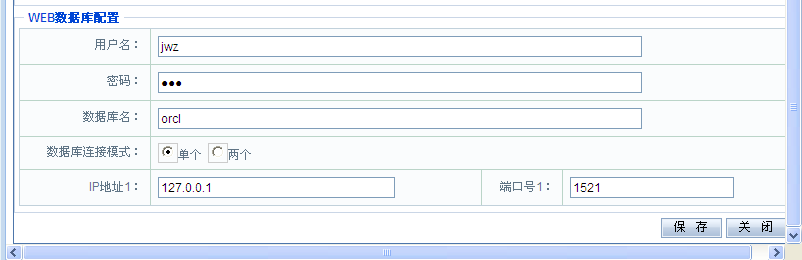 WEB数据库配置
用户名： jwz
密码： ●●●
数据库名： orcl
数据库连接模式： 单个 两个
IP地址1： 127.0.0.1 端口号1： 1521
保 存 关 闭